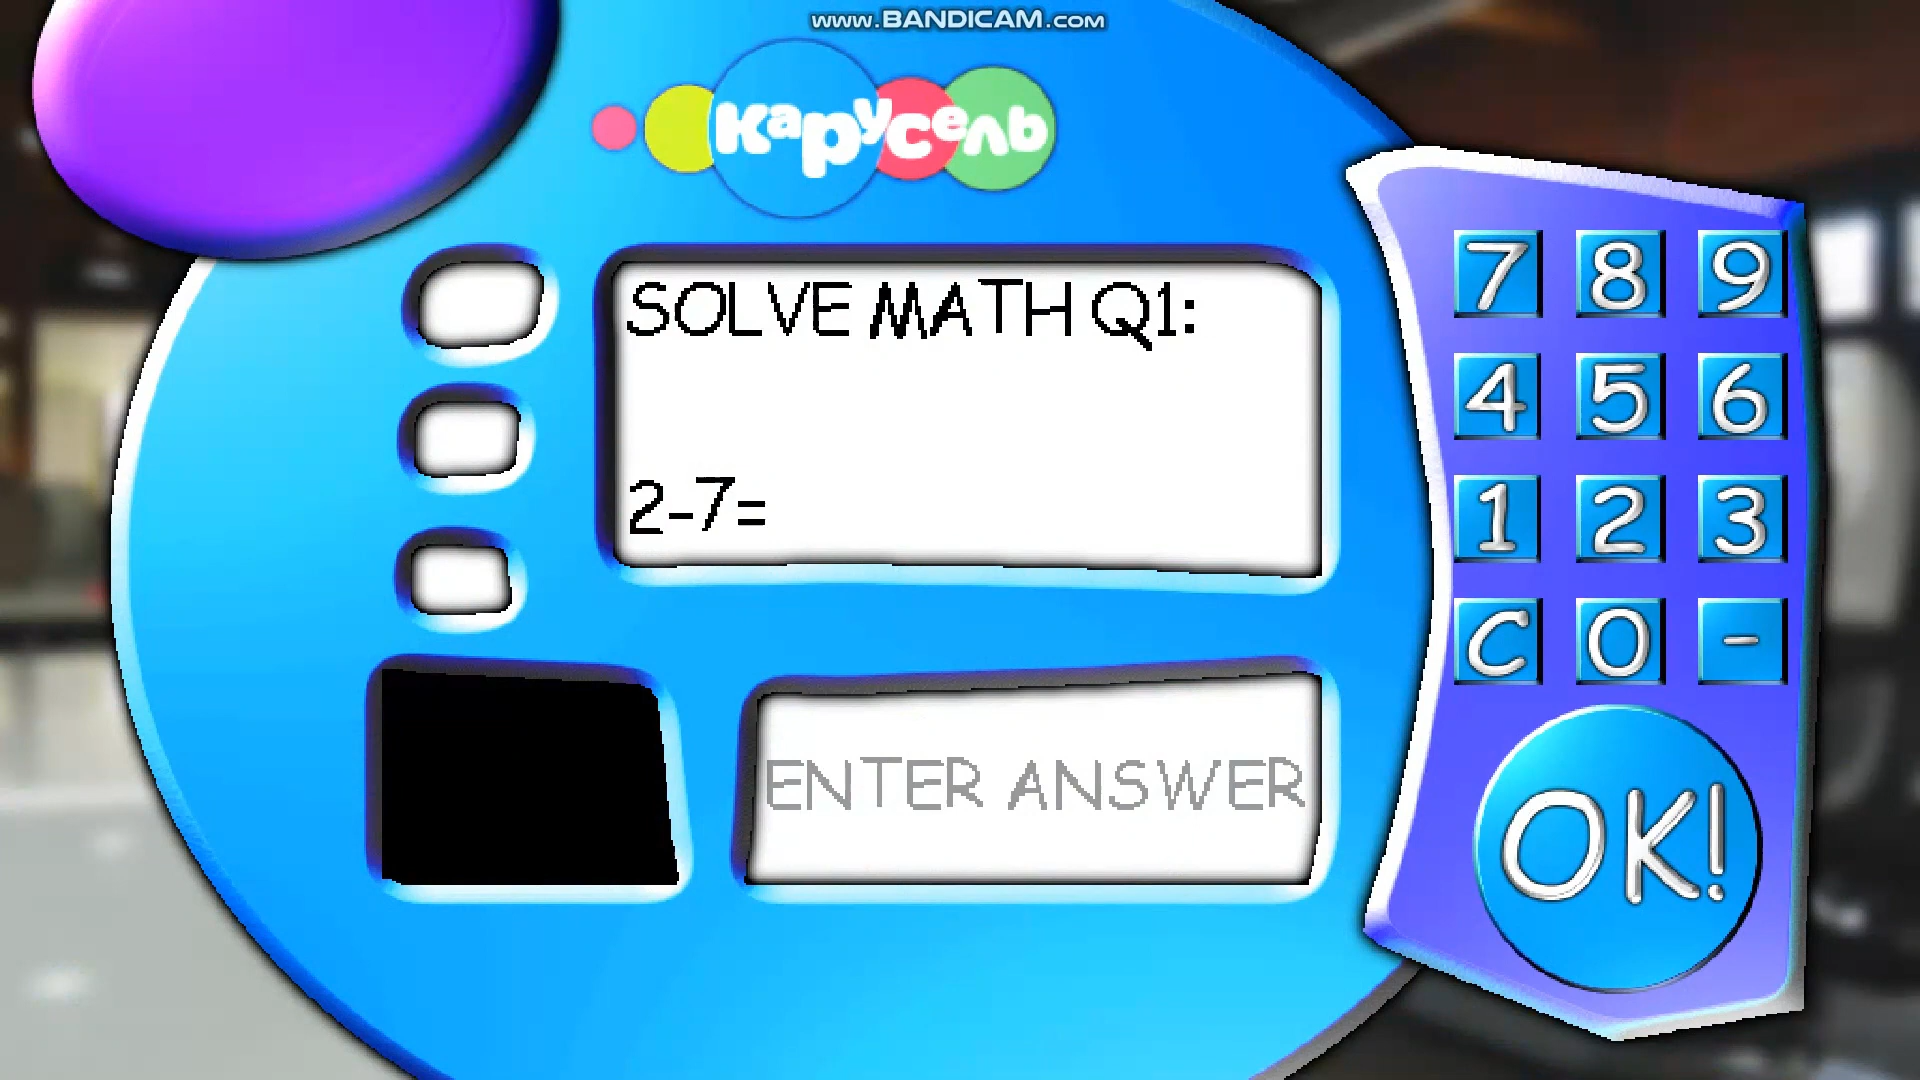 www.BANDICAM.com
карусель
SOLVE MATH Q1:
2-7=
ENTER ANSWER
7 8 9
4 5 6
1 2 3
C 0 -
OK!